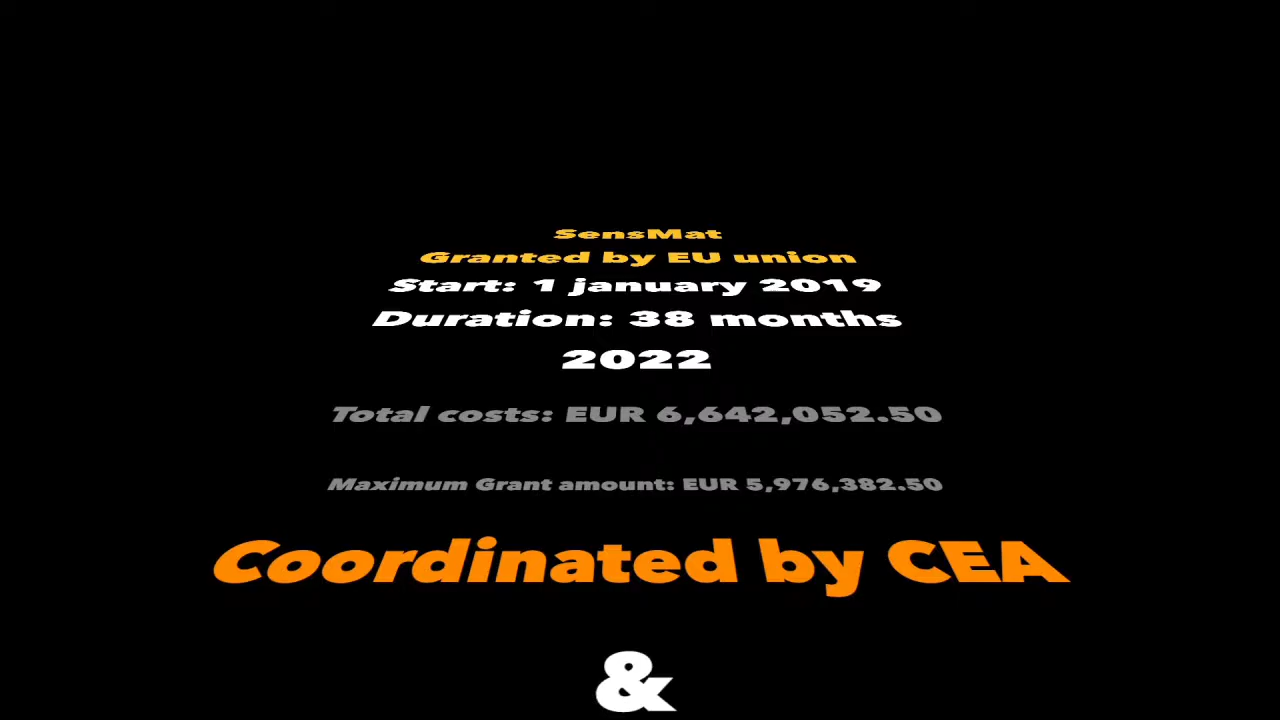 SensMat
Granted by EU union
Start: 1 january 2019
Duration: 38 months
2022
Total costs: EUR 6,642,052.50
Maximum Grant amount: EUR 5,976,382.50
Coordinated by CEA
&